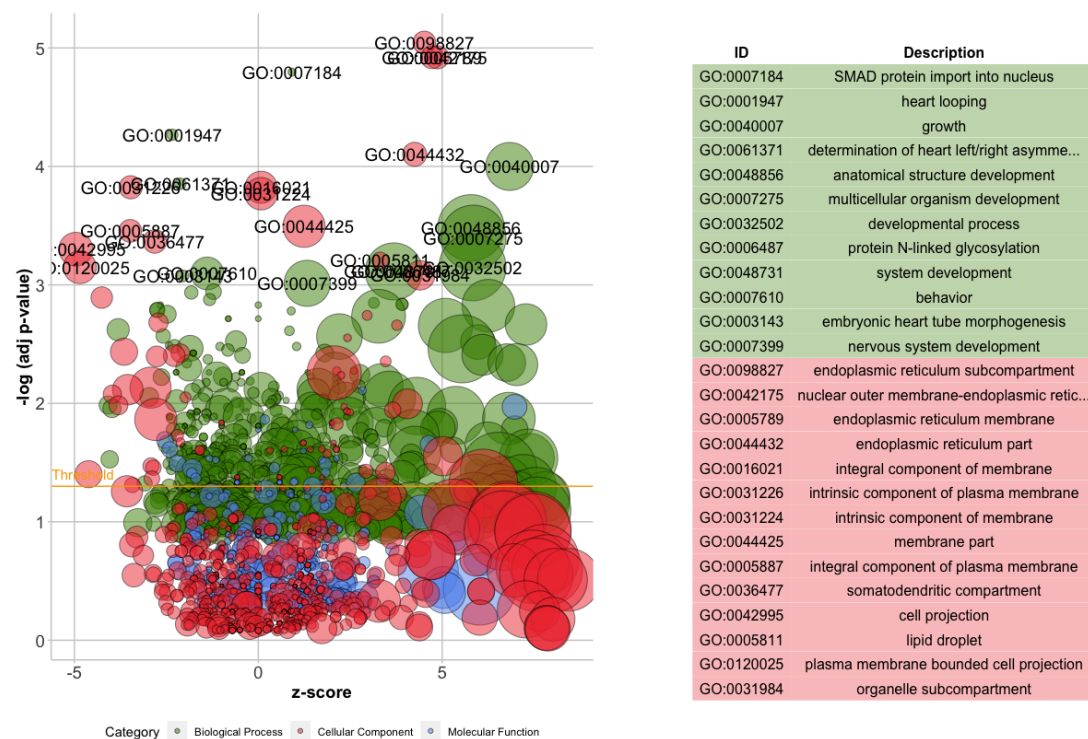 5
4
3
2
1
0
-log (adj p-value)
-5
0
5
z-score
Threshold
GO:0098827
GO:0042175
GO:0007184
GO:0001947
GO:0044432
GO:0040007
GO:0061371
GO:0016021
GO:0031224
GO:0044425
GO:0005887
GO:0036477
GO:0048856
GO:0007275
GO:0005811
GO:0032502
GO:0007610
GO:0003143
GO:0007399
GO:0031984
:0042995
:0120025
Category Biological Process Cellular Component Molecular Function
ID Description
GO:0007184 SMAD protein import into nucleus
GO:0001947 heart looping
GO:0040007 growth
GO:0061371 determination of heart left/right asymme...
GO:0048856 anatomical structure development
GO:0007275 multicellular organism development
GO:0032502 developmental process
GO:0006487 protein N-linked glycosylation
GO:0048731 system development
GO:0007610 behavior
GO:0003143 embryonic heart tube morphogenesis
GO:0007399 nervous system development
GO:0098827 endoplasmic reticulum subcompartment
GO:0042175 nuclear outer membrane-endoplasmic retic...
GO:0005789 endoplasmic reticulum membrane
GO:0044432 endoplasmic reticulum part
GO:0016021 integral component of membrane
GO:0031226 intrinsic component of plasma membrane
GO:0031224 intrinsic component of membrane
GO:0044425 membrane part
GO:0005887 integral component of plasma membrane
GO:0036477 somatodendritic compartment
GO:0042995 cell projection
GO:0005811 lipid droplet
GO:0120025 plasma membrane bounded cell projection
GO:0031984 organelle subcompartment